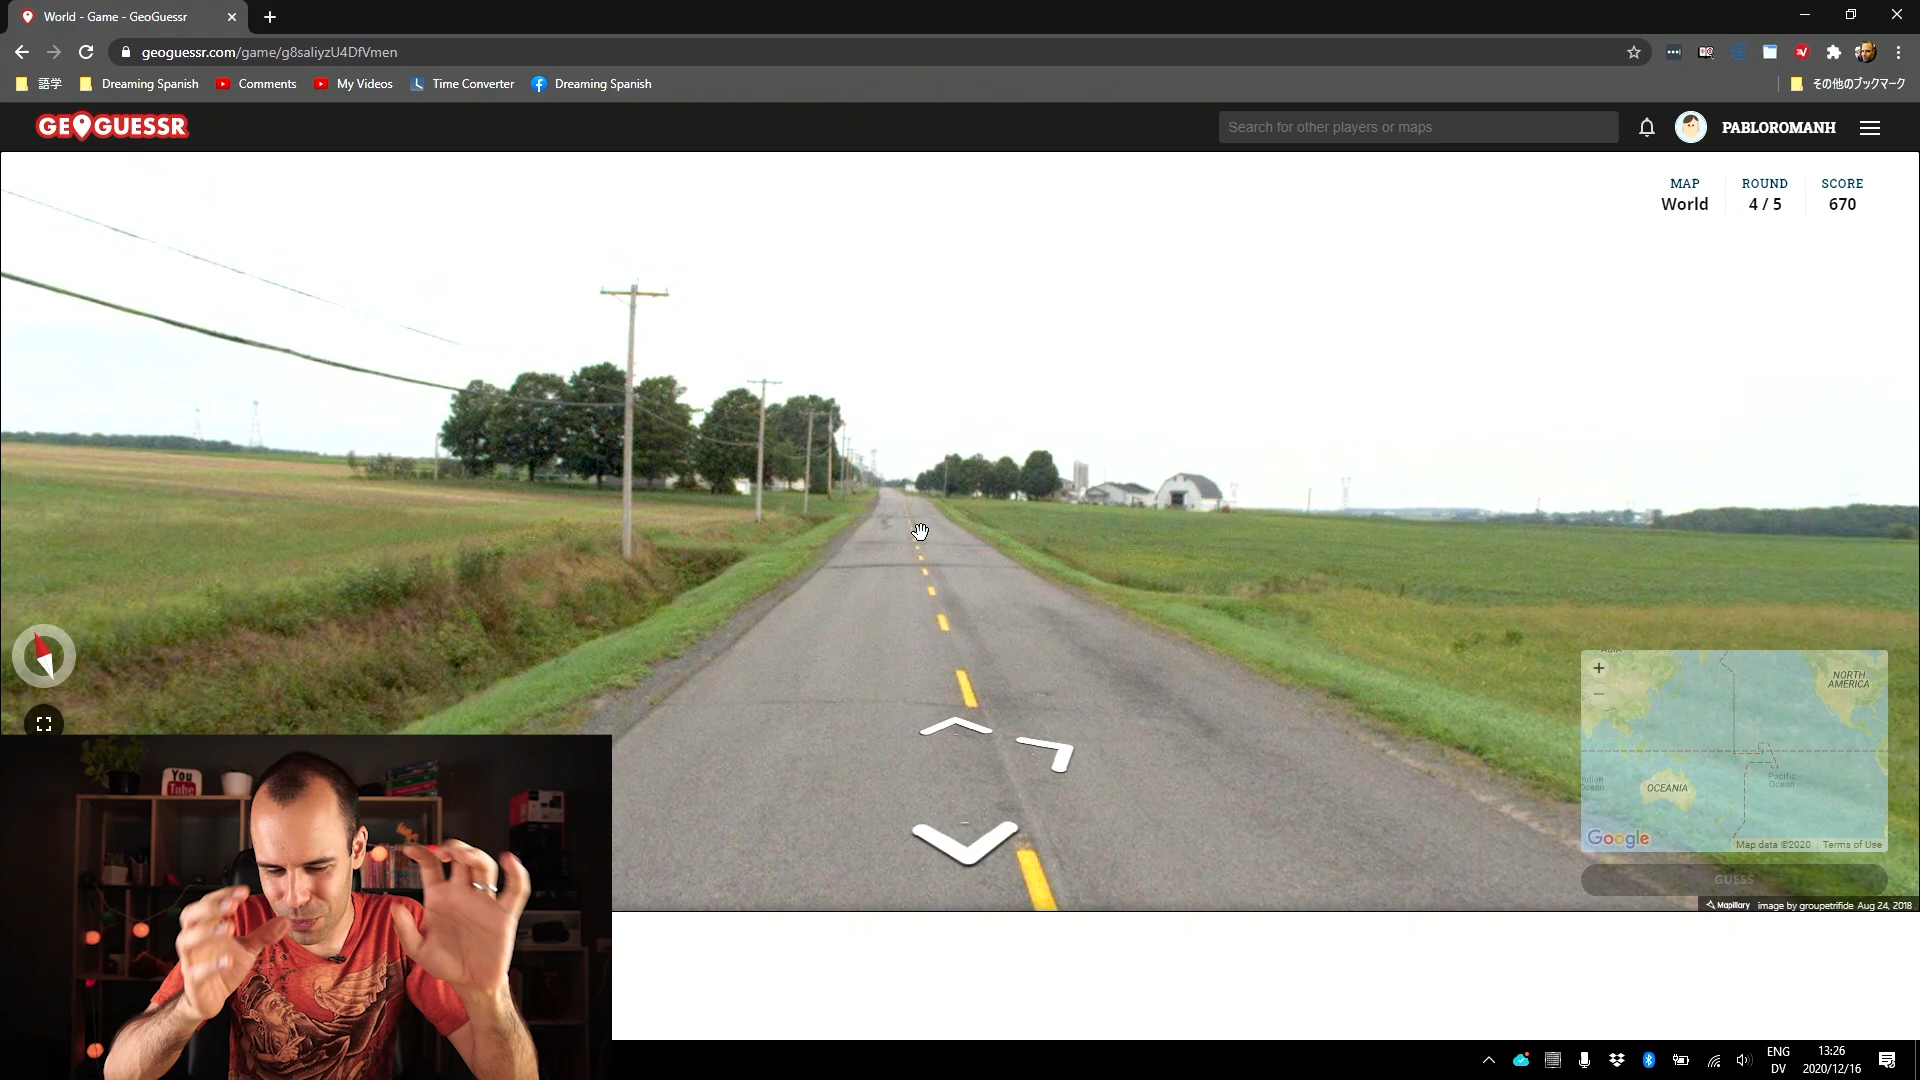 World - Game - GeoGuessr
geoguessr.com/game/g8saliyzU4DfVmen
語学
Dreaming Spanish
Comments
My Videos
Time Converter
Dreaming Spanish
その他のブックマーク
GEOGUESSR
Search for other players or maps
PABLOROMANH
MAP
World
ROUND
4 / 5
SCORE
670
NORTH
AMERICA
OCEANIA
Pacific
Ocean
Google
Map data ©2020
Terms of Use
GUESS
Mapillary image by groupetrifide Aug 24, 2018
You
Tube
ENG
DV
13:26
2020/12/16